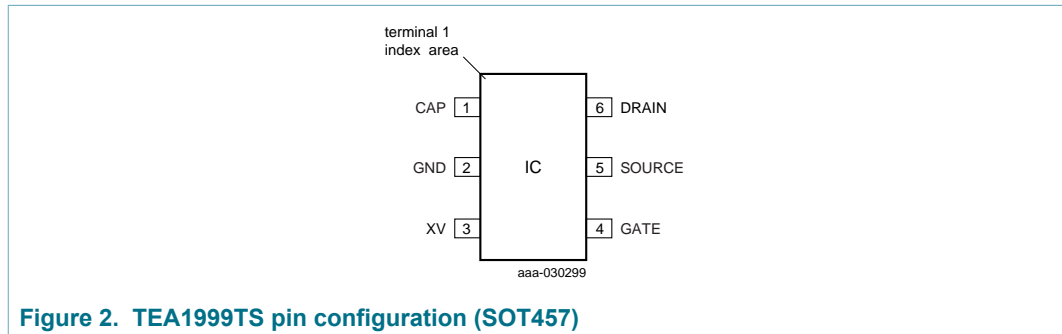 terminal 1
index area
CAP 1
6 DRAIN
GND 2
IC
5 SOURCE
XV 3
4 GATE
aaa-030299
Figure 2. TEA1999TS pin configuration (SOT457)